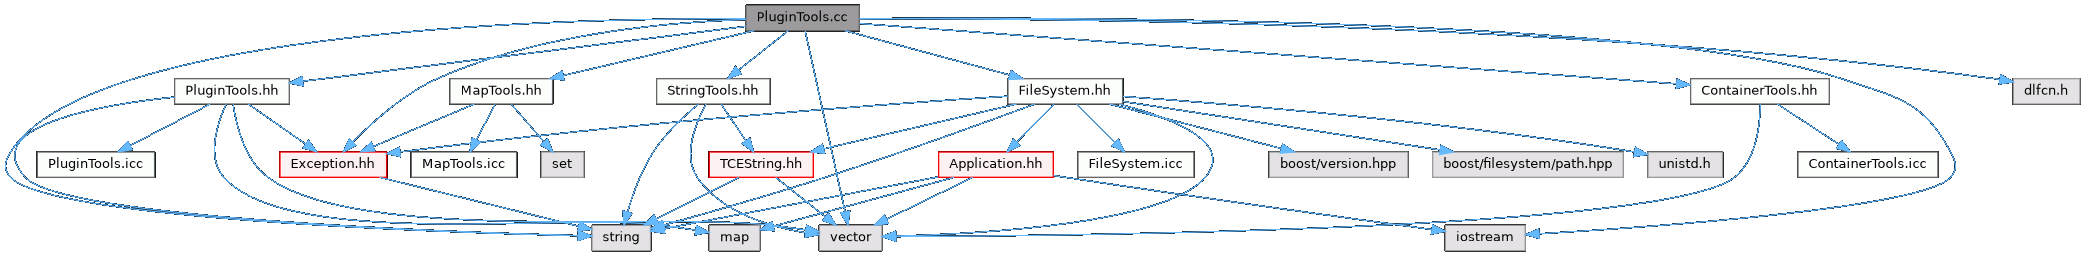 PluginTools.cc
PluginTools.hh
MapTools.hh
StringTools.hh
FileSystem.hh
ContainerTools.hh
dlfcn.h
PluginTools.icc
Exception.hh
MapTools.icc
set
TCEString.hh
Application.hh
FileSystem.icc
boost/version.hpp
boost/filesystem/path.hpp
unistd.h
ContainerTools.icc
string
map
vector
iostream